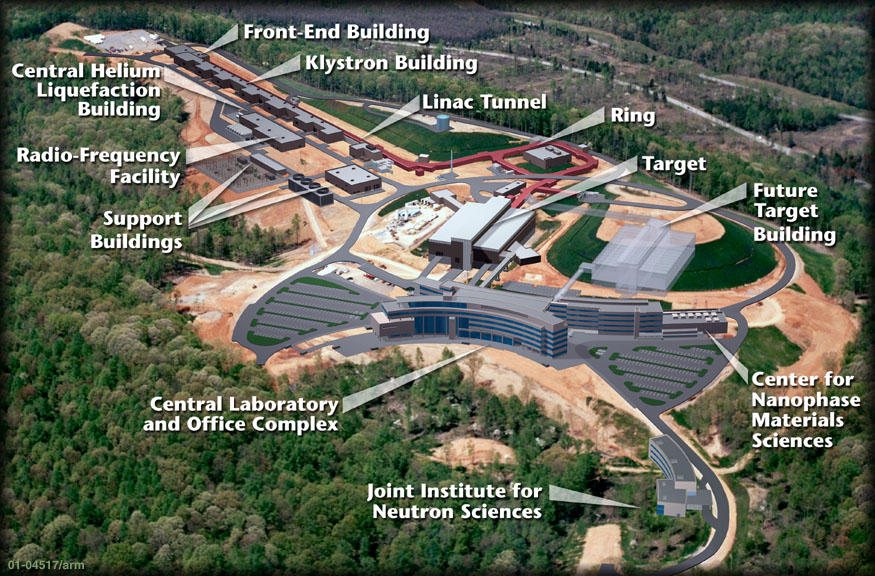 Front-End Building
Klystron Building
Central Helium
Liquefaction
Building
Linac Tunnel
Ring
Radio-Frequency
Facility
Target
Future
Target
Building
Support
Buildings
Center for
Nanophase
Materials
Sciences
Central Laboratory
and Office Complex
Joint Institute for
Neutron Sciences
01-04517/arm